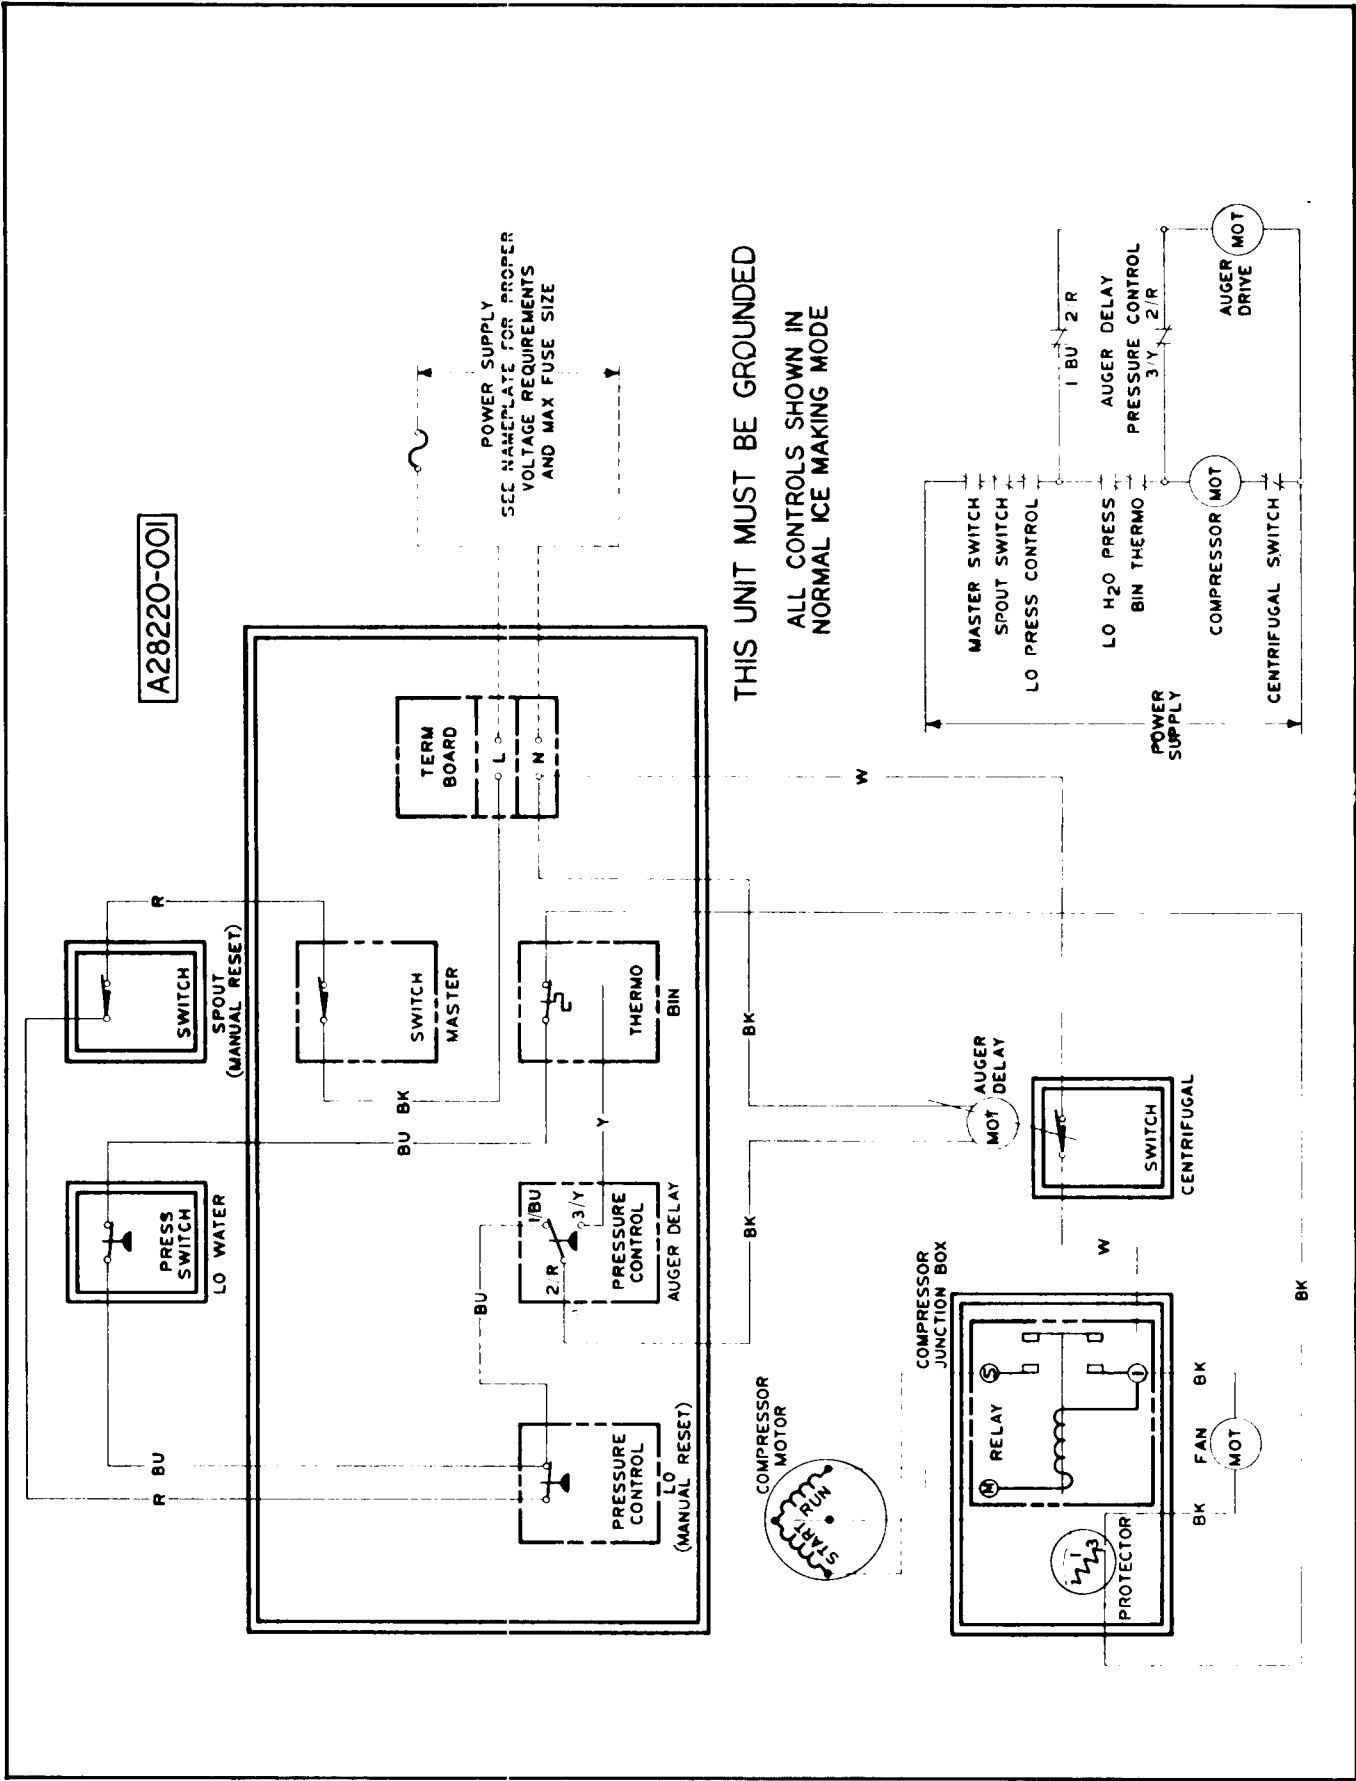 A28220-001
SWITCH
SPOUT
(MANUAL RESET)
R
PRESS
SWITCH
LO WATER
BU
R
SWITCH
MASTER
BK
BU
TERM
BOARD
L
N
POWER SUPPLY
SEE NAMEPLATE FOR PROPER
VOLTAGE REQUIREMENTS
AND MAX FUSE SIZE
THERMO
BIN
Y
1/BU
3/Y
2/R
PRESSURE
CONTROL
AUGER DELAY
BU
PRESSURE
CONTROL
LO
(MANUAL RESET)
THIS UNIT MUST BE GROUNDED
ALL CONTROLS SHOWN IN
NORMAL ICE MAKING MODE
BK
BK
W
COMPRESSOR
MOTOR
START
RUN
AUGER
DELAY
MOT
SWITCH
CENTRIFUGAL
COMPRESSOR
JUNCTION BOX
W
RELAY
S
M
1
PROTECTOR
1
3
BK
FAN
BK
MOT
BK
POWER
SUPPLY
MASTER SWITCH
SPOUT SWITCH
LO PRESS CONTROL
1 BU
2/R
AUGER DELAY
PRESSURE CONTROL
3/Y
2/R
LO H2O PRESS
BIN THERMO
COMPRESSOR
MOT
CENTRIFUGAL SWITCH
AUGER
DRIVE
MOT